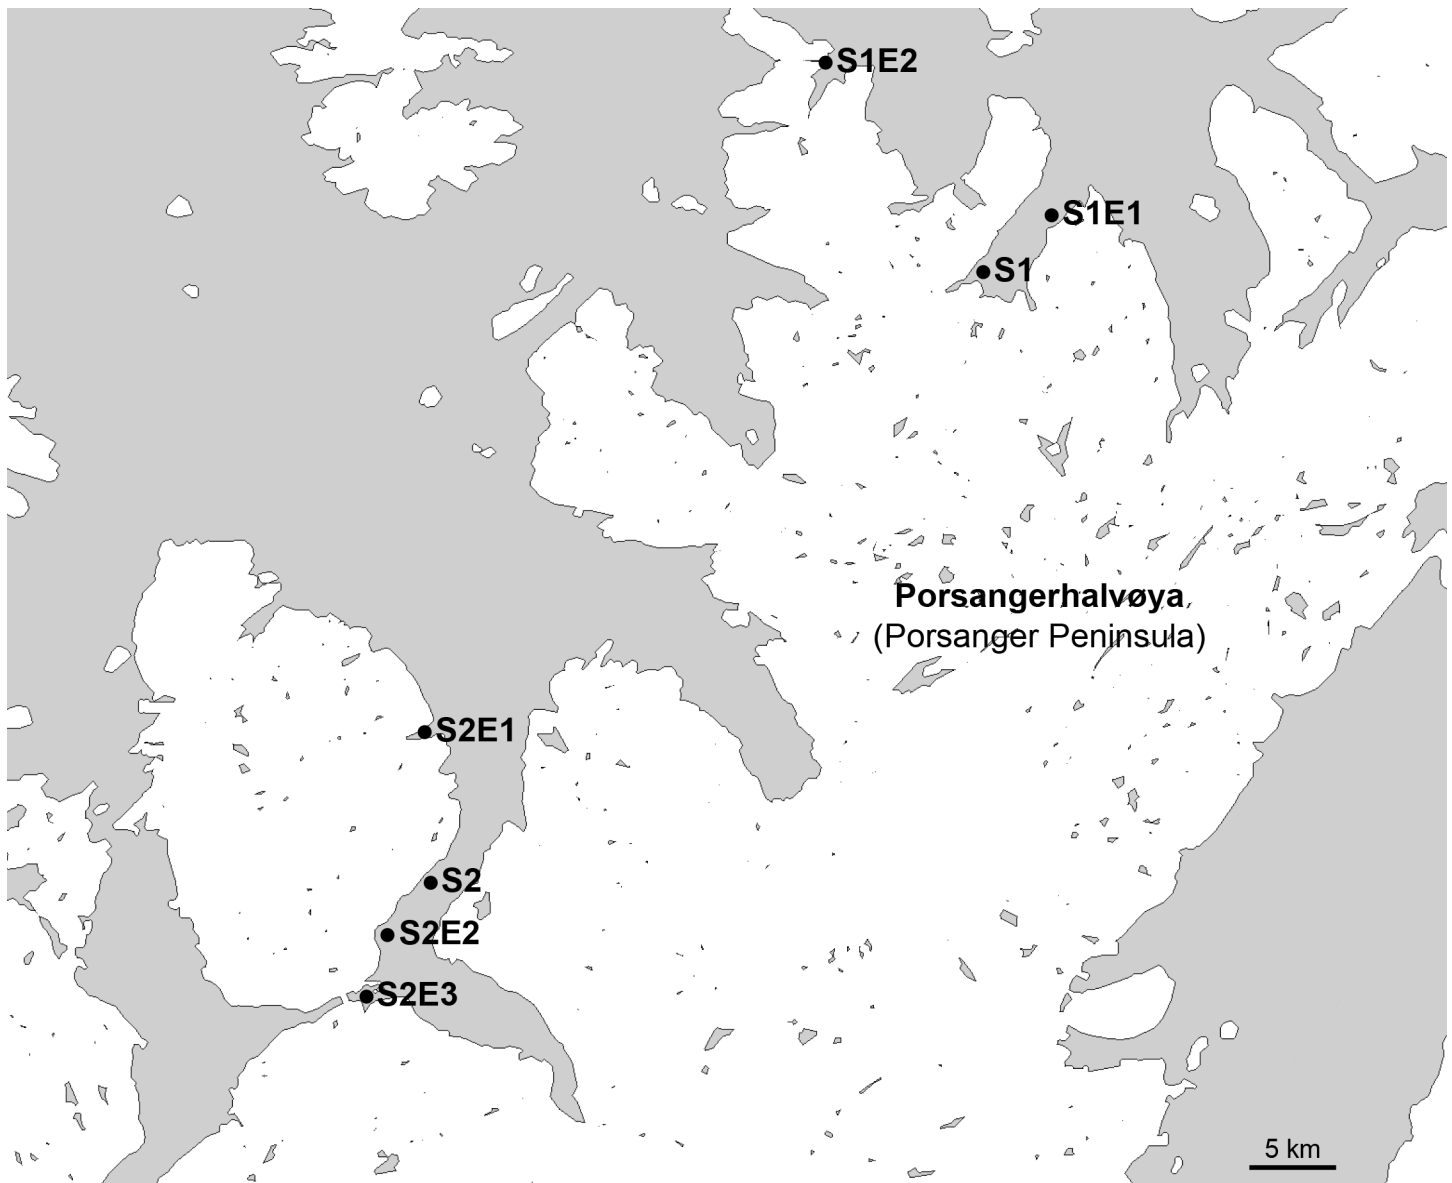 S1E2
S1E1
S1
Porsangerhalvøya
(Porsanger Peninsula)
S2E1
S2
S2E2
S2E3
5 km